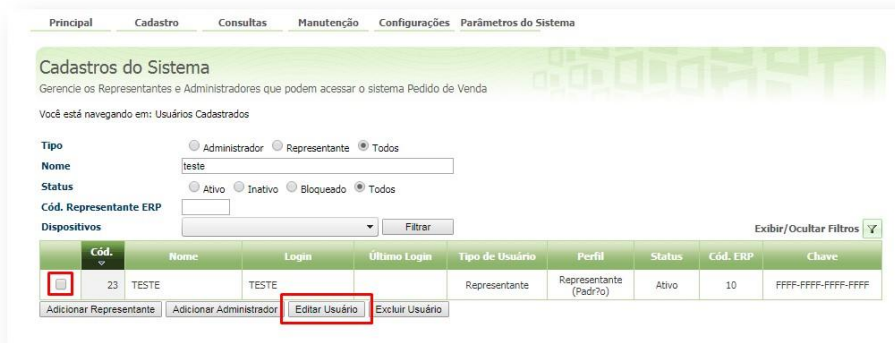 Principal Cadastro Consultas Manutenção Configurações Parâmetros do Sistema
Cadastros do Sistema
Gerencie os Representantes e Administradores que podem acessar o sistema Pedido de Venda
Você está navegando em: Usuários Cadastrados
Tipo Administrador Representante Todos
Nome teste
Status Ativo Inativo Bloqueado Todos
Cód. Representante ERP
Dispositivos Filtrar Exibir/Ocultar Filtros
Cód. Nome Login Último Login Tipo de Usuário Perfil Status Cód. ERP Chave
23 TESTE TESTE Representante Representante (Padr?o) Ativo 10 FFFF-FFFF-FFFF-FFFF
Adicionar Representante Adicionar Administrador Editar Usuário Excluir Usuário